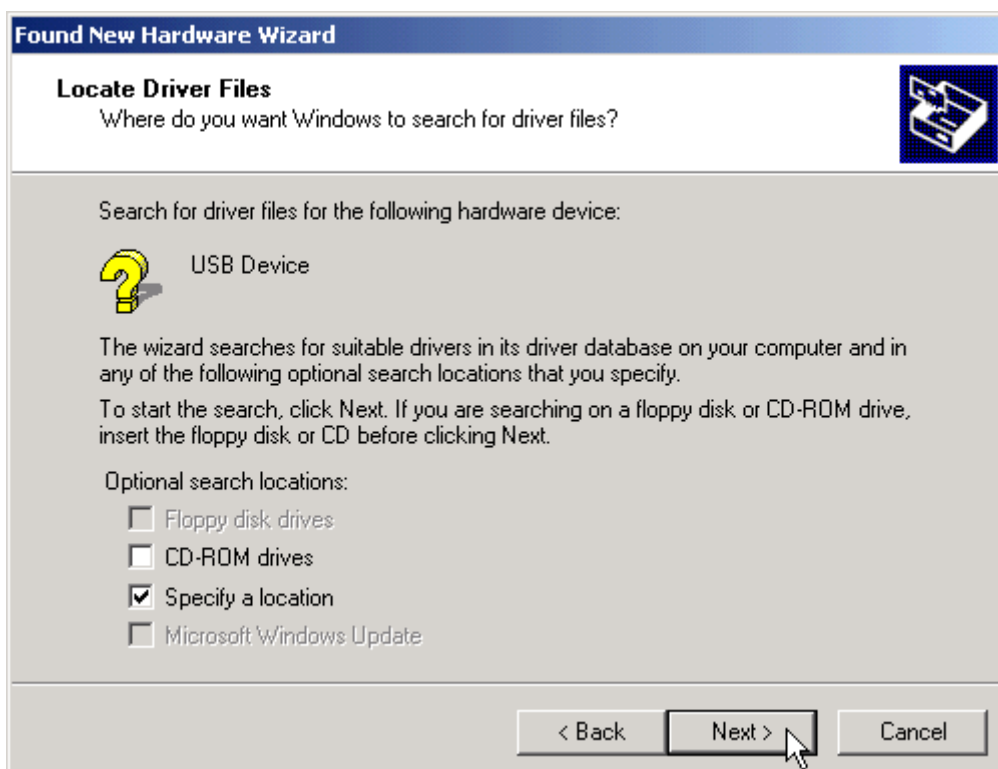 Found New Hardware Wizard
Locate Driver Files
Where do you want Windows to search for driver files?
Search for driver files for the following hardware device:
USB Device
The wizard searches for suitable drivers in its driver database on your computer and in
any of the following optional search locations that you specify.
To start the search, click Next. If you are searching on a floppy disk or CD-ROM drive,
insert the floppy disk or CD before clicking Next.
Optional search locations:
Floppy disk drives
CD-ROM drives
Specify a location
Microsoft Windows Update
< Back Next > Cancel